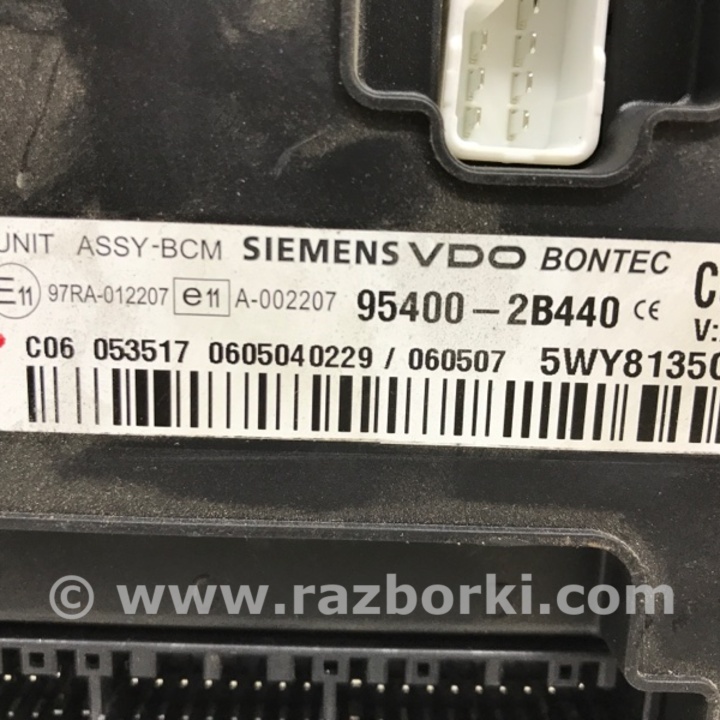 UNIT ASSY-BCM SIEMENS VDO BONTEC
E11 97RA-012207 e11 A-002207 95400-2B440 CE
C06 053517 0605040229 / 060507 5WY8135
© www.razborki.com